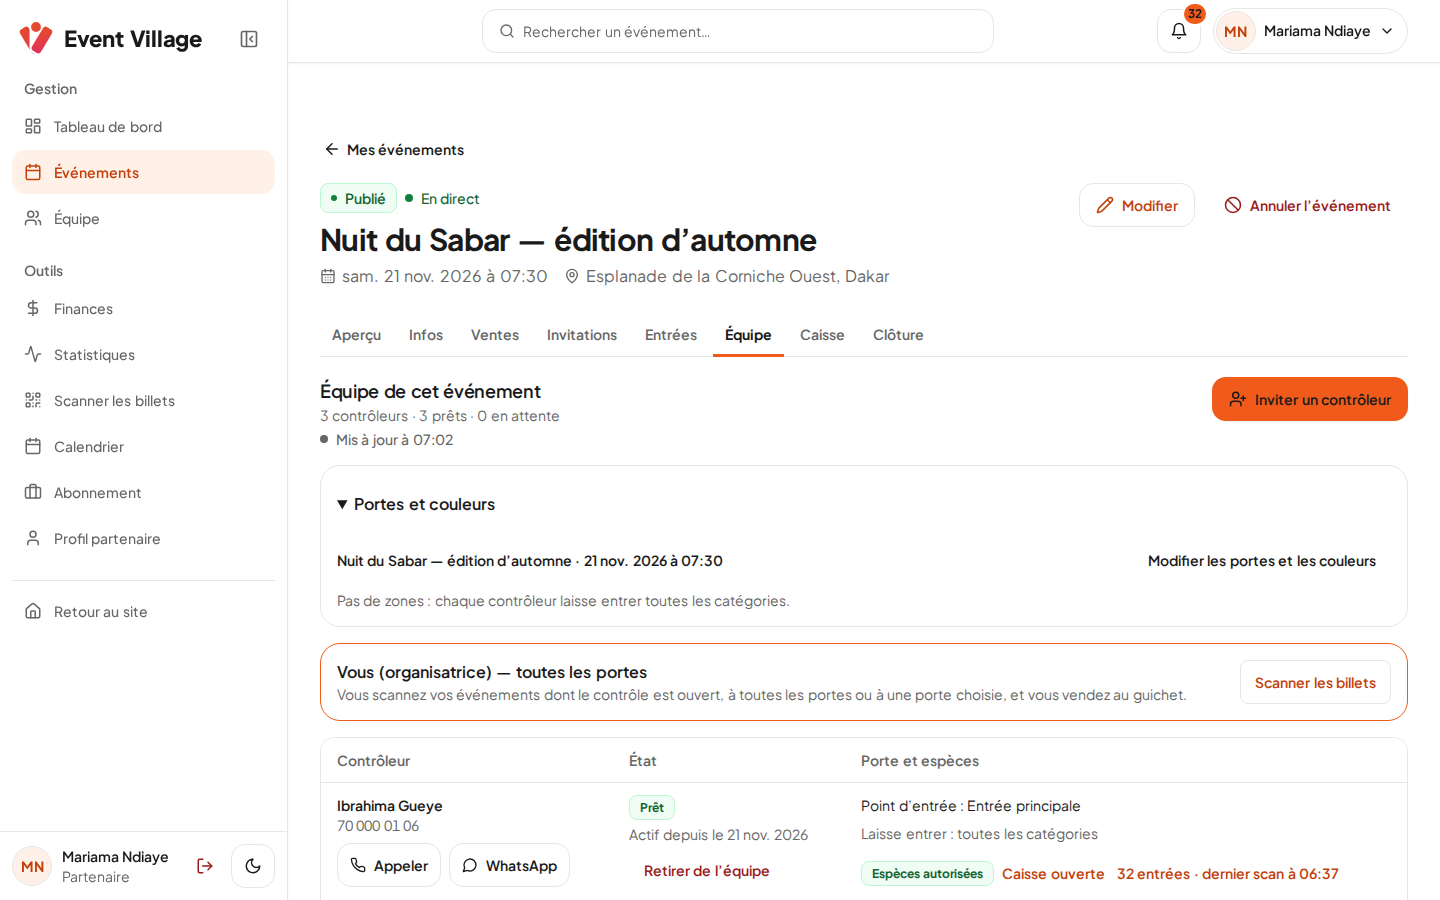 Event Village
Rechercher un événement…
32
MN
Mariama Ndiaye
Gestion
Tableau de bord
Événements
Équipe
Outils
Finances
Statistiques
Scanner les billets
Calendrier
Abonnement
Profil partenaire
Retour au site
MN
Mariama Ndiaye
Partenaire
Mes événements
Publié
En direct
Modifier
Annuler l’événement
Nuit du Sabar — édition d’automne
sam. 21 nov. 2026 à 07:30
Esplanade de la Corniche Ouest, Dakar
Aperçu
Infos
Ventes
Invitations
Entrées
Équipe
Caisse
Clôture
Équipe de cet événement
3 contrôleurs · 3 prêts · 0 en attente
Mis à jour à 07:02
Inviter un contrôleur
▼ Portes et couleurs
Nuit du Sabar — édition d’automne · 21 nov. 2026 à 07:30
Modifier les portes et les couleurs
Pas de zones : chaque contrôleur laisse entrer toutes les catégories.
Vous (organisatrice) — toutes les portes
Vous scannez vos événements dont le contrôle est ouvert, à toutes les portes ou à une porte choisie, et vous vendez au guichet.
Scanner les billets
Contrôleur
État
Porte et espèces
Ibrahima Gueye
70 000 01 06
Appeler
WhatsApp
Prêt
Actif depuis le 21 nov. 2026
Retirer de l’équipe
Point d’entrée : Entrée principale
Laisse entrer : toutes les catégories
Espèces autorisées
Caisse ouverte
32 entrées · dernier scan à 06:37